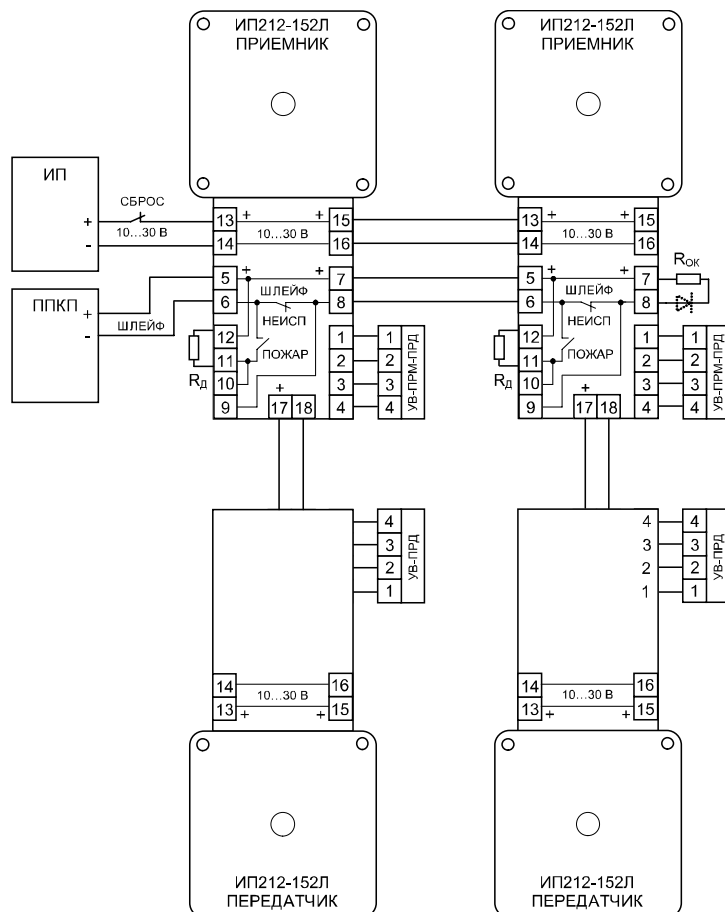 ИП212-152Л
ПРИЕМНИК
ИП212-152Л
ПРИЕМНИК
ИП
+
-
СБРОС
10...30 В
13
+
+
15
14
10...30 В
16
13
+
+
15
14
10...30 В
16
ППКП
+
-
ШЛЕЙФ
5
+
+
7
6
ШЛЕЙФ
8
НЕИСП
12
11
10
9
ПОЖАР
RД
+
17
18
1
2
3
4
1
2
3
4
УВ-ПРМ-ПРД
5
+
+
7
6
ШЛЕЙФ
8
НЕИСП
RОК
12
11
10
9
ПОЖАР
RД
+
17
18
1
2
3
4
1
2
3
4
УВ-ПРМ-ПРД
4
3
2
1
УВ-ПРД
4
3
2
1
4
3
2
1
УВ-ПРД
14
10...30 В
16
13
+
+
15
14
10...30 В
16
13
+
+
15
ИП212-152Л
ПЕРЕДАТЧИК
ИП212-152Л
ПЕРЕДАТЧИК